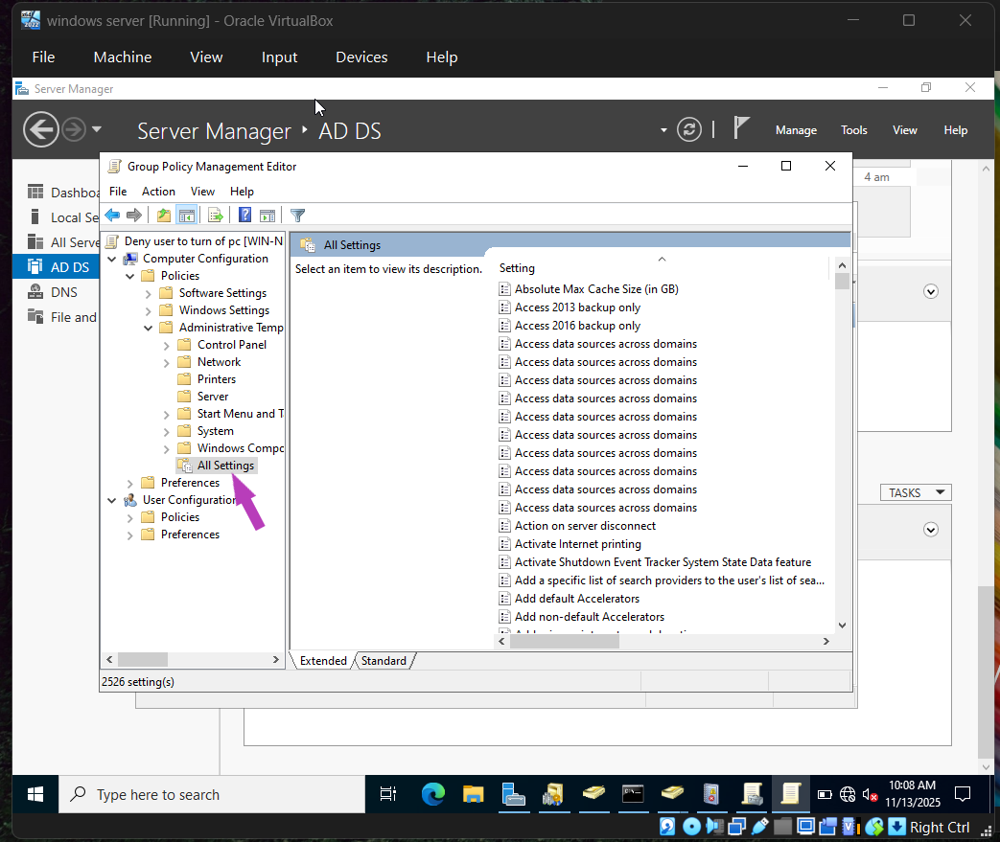 windows server [Running] - Oracle VirtualBox
File Machine View Input Devices Help
Server Manager
Server Manager AD DS
Manage Tools View Help
4 am
Dashboa
Local Se
All Serve
AD DS
DNS
File and
Group Policy Management Editor
File Action View Help
Deny user to turn of pc [WIN-N
Computer Configuration
Policies
Software Settings
Windows Settings
Administrative Temp
Control Panel
Network
Printers
Server
Start Menu and T
System
Windows Compo
All Settings
Preferences
User Configuration
Policies
Preferences
All Settings
Select an item to view its description.
Setting
Absolute Max Cache Size (in GB)
Access 2013 backup only
Access 2016 backup only
Access data sources across domains
Access data sources across domains
Access data sources across domains
Access data sources across domains
Access data sources across domains
Access data sources across domains
Access data sources across domains
Access data sources across domains
Access data sources across domains
Access data sources across domains
Action on server disconnect
Activate Internet printing
Activate Shutdown Event Tracker System State Data feature
Add a specific list of search providers to the user's list of sea...
Add default Accelerators
Add non-default Accelerators
Extended Standard
2526 setting(s)
TASKS
Type here to search
10:08 AM
11/13/2025
Right Ctrl